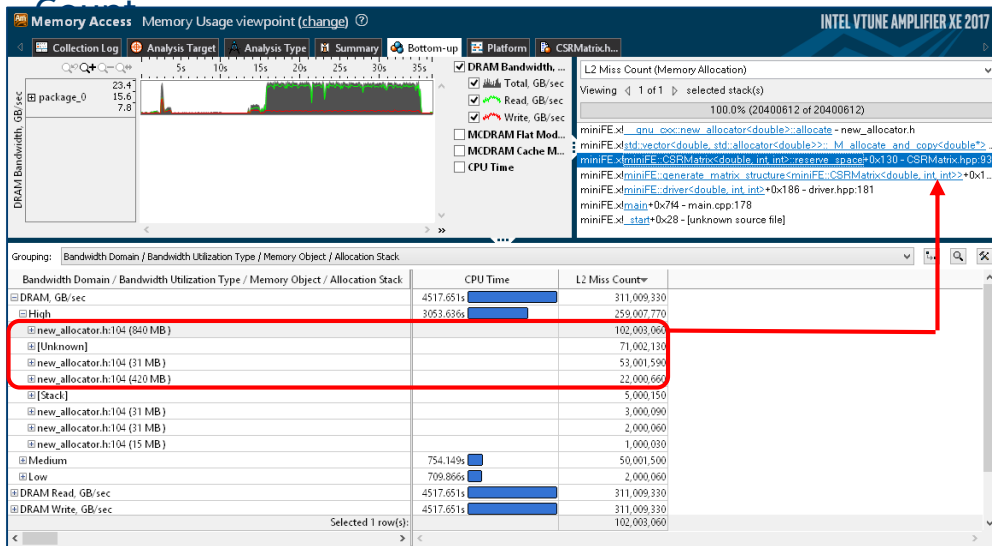 Count
Memory Access Memory Usage viewpoint (change)
INTEL VTUNE AMPLIFIER XE 2017
Collection Log Analysis Target Analysis Type Summary Bottom-up Platform CSRMatrix.h...
5s 10s 15s 20s 25s 30s 35s
DRAM Bandwidth, GB/sec
package_0
23.4
15.6
7.8
DRAM Bandwidth, ...
Total, GB/sec
Read, GB/sec
Write, GB/sec
MCDRAM Flat Mod...
MCDRAM Cache M...
CPU Time
L2 Miss Count (Memory Allocation)
Viewing 1 of 1 selected stack(s)
100.0% (20400612 of 20400612)
miniFE.x!__gnu_cxx::new_allocator<double>::allocate - new_allocator.h
miniFE.x!std::vector<double, std::allocator<double>>::_M_allocate_and_copy<double*> ...
miniFE.x!miniFE::CSRMatrix<double, int, int>::reserve_space+0x130 - CSRMatrix.hpp:93
miniFE.x!miniFE::generate_matrix_structure<miniFE::CSRMatrix<double, int, int>>+0x1...
miniFE.x!miniFE::driver<double, int, int>+0x186 - driver.hpp:181
miniFE.x!main+0x7f4 - main.cpp:178
miniFE.x!_start+0x28 - [unknown source file]
Grouping: Bandwidth Domain / Bandwidth Utilization Type / Memory Object / Allocation Stack
Bandwidth Domain / Bandwidth Utilization Type / Memory Object / Allocation Stack CPU Time L2 Miss Count
DRAM, GB/sec 4517.651s 311,009,330
High 3053.636s 259,007,770
new_allocator.h:104 (840 MB) 102,003,060
[Unknown] 71,002,130
new_allocator.h:104 (31 MB) 53,001,590
new_allocator.h:104 (420 MB) 22,000,660
[Stack] 5,000,150
new_allocator.h:104 (31 MB) 3,000,090
new_allocator.h:104 (31 MB) 2,000,060
new_allocator.h:104 (15 MB) 1,000,030
Medium 754.149s 50,001,500
Low 709.866s 2,000,060
DRAM Read, GB/sec 4517.651s 311,009,330
DRAM Write, GB/sec 4517.651s 311,009,330
Selected 1 row(s): 102,003,060